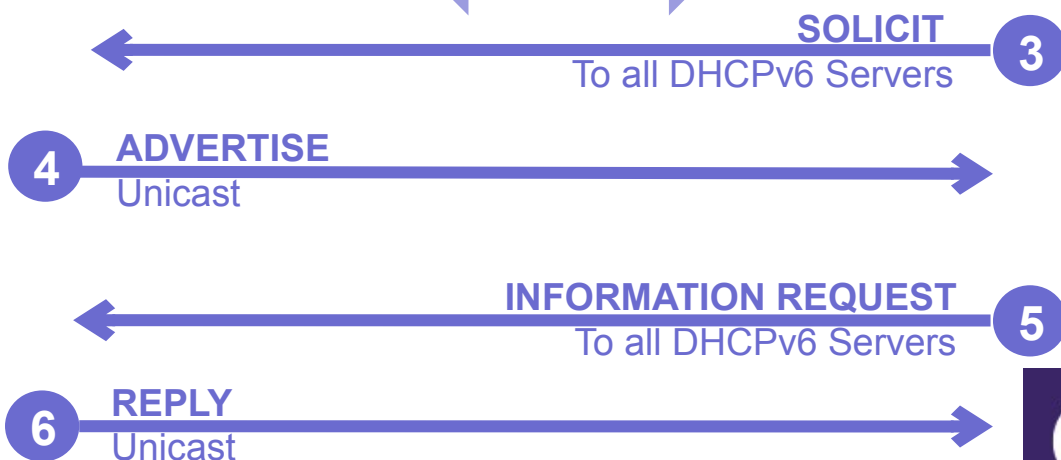 SOLICIT
3
To all DHCPv6 Servers
4
ADVERTISE
Unicast
INFORMATION REQUEST
5
To all DHCPv6 Servers
6
REPLY
Unicast